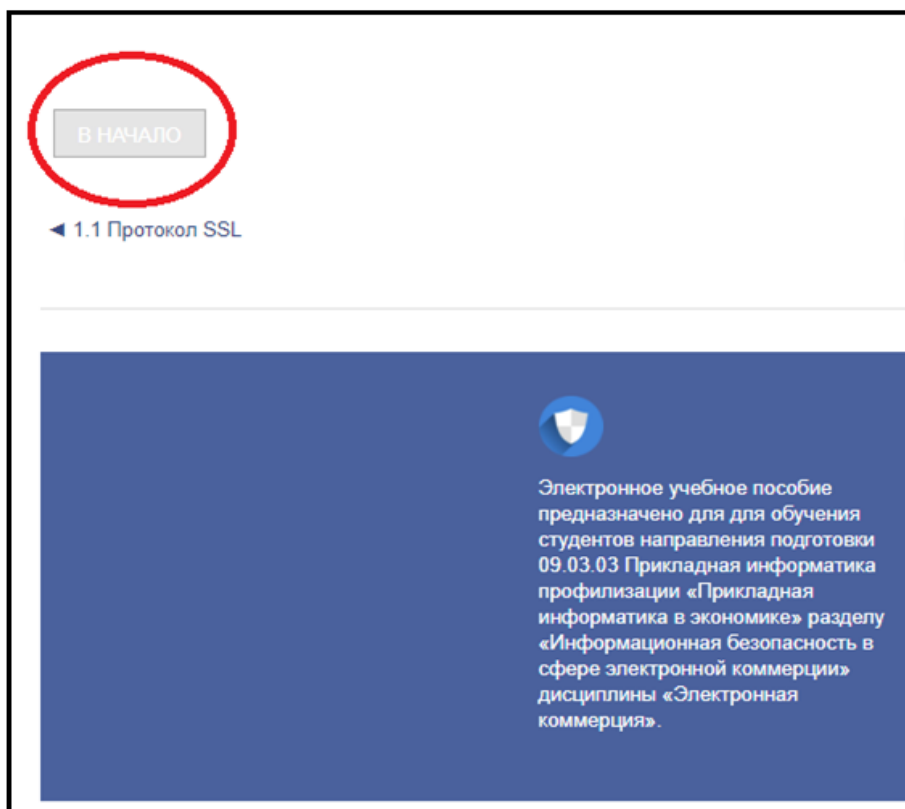 В НАЧАЛО
◄ 1.1 Протокол SSL
Электронное учебное пособие
предназначено для для обучения
студентов направления подготовки
09.03.03 Прикладная информатика
профилизации «Прикладная
информатика в экономике» разделу
«Информационная безопасность в
сфере электронной коммерции»
дисциплины «Электронная
коммерция».